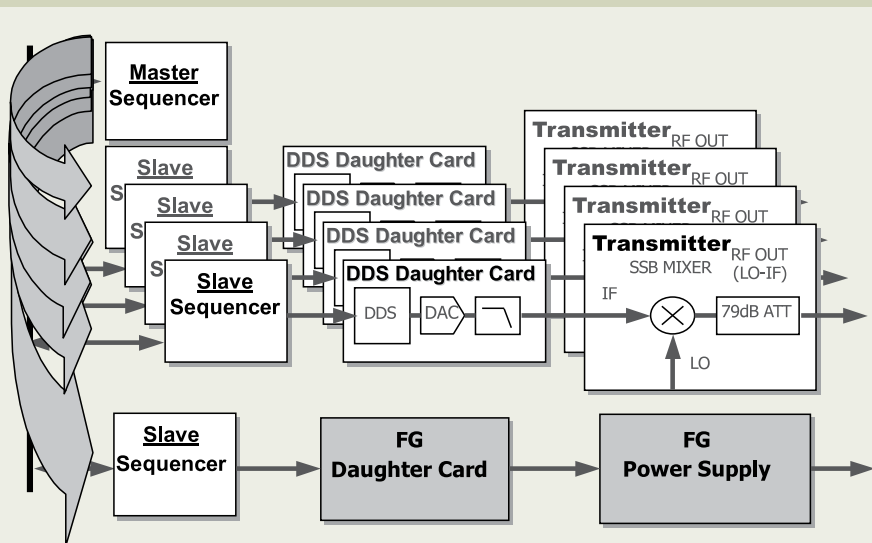 Master
Sequencer
Slave
S
Slave
S
Slave
S
Slave
Sequencer
DDS Daughter Card
DDS Daughter Card
DDS Daughter Card
DDS Daughter Card
DDS
DAC
Transmitter
RF OUT
Transmitter
RF OUT
Transmitter
RF OUT
Transmitter
RF OUT
SSB MIXER
(LO-IF)
IF
79dB ATT
LO
Slave
Sequencer
FG
Daughter Card
FG
Power Supply